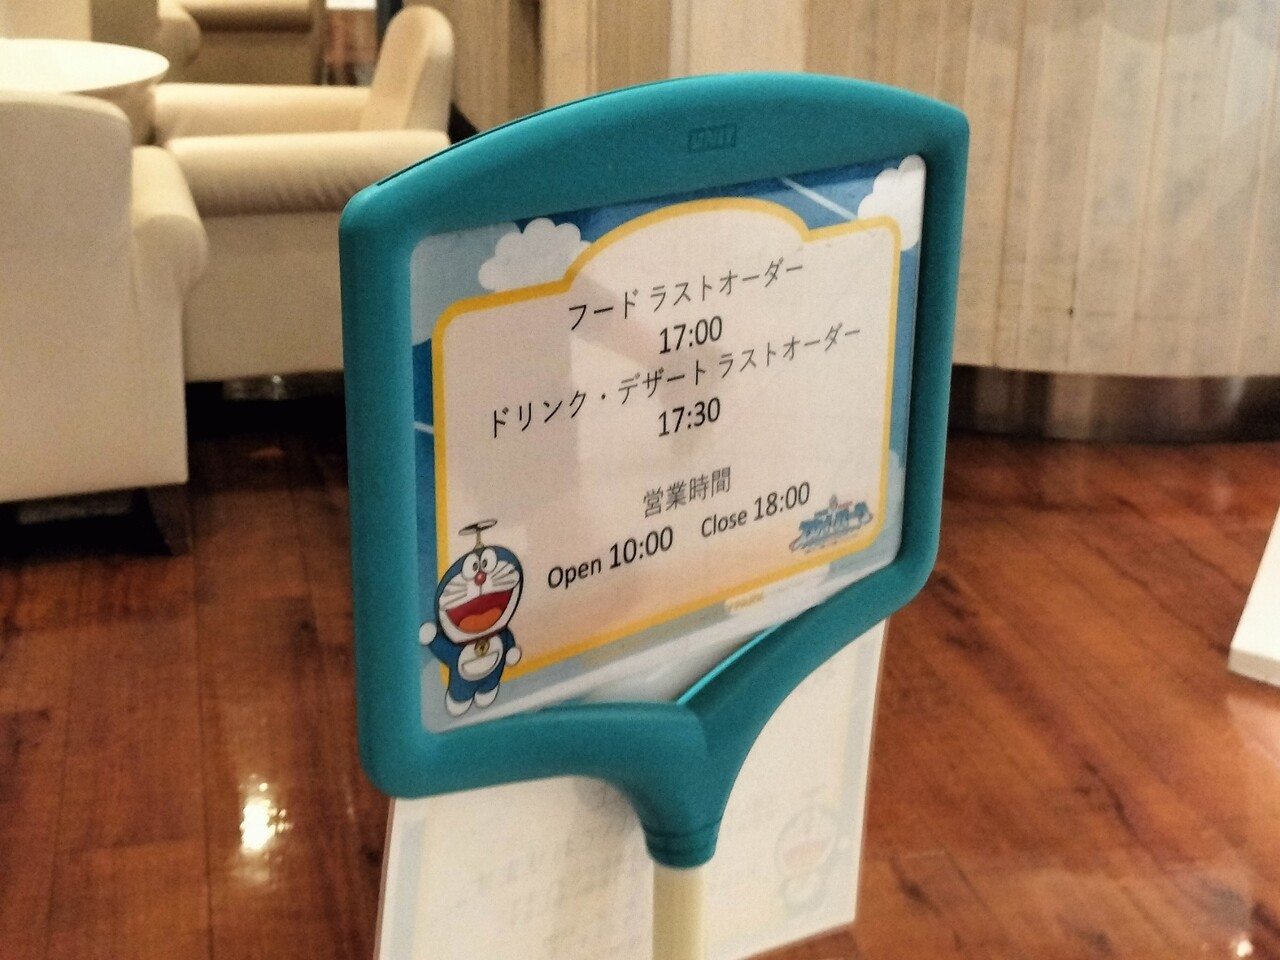 フード ラストオーダー
17:00
ドリンク・デザート ラストオーダー
17:30
営業時間
Open 10:00 Close 18:00